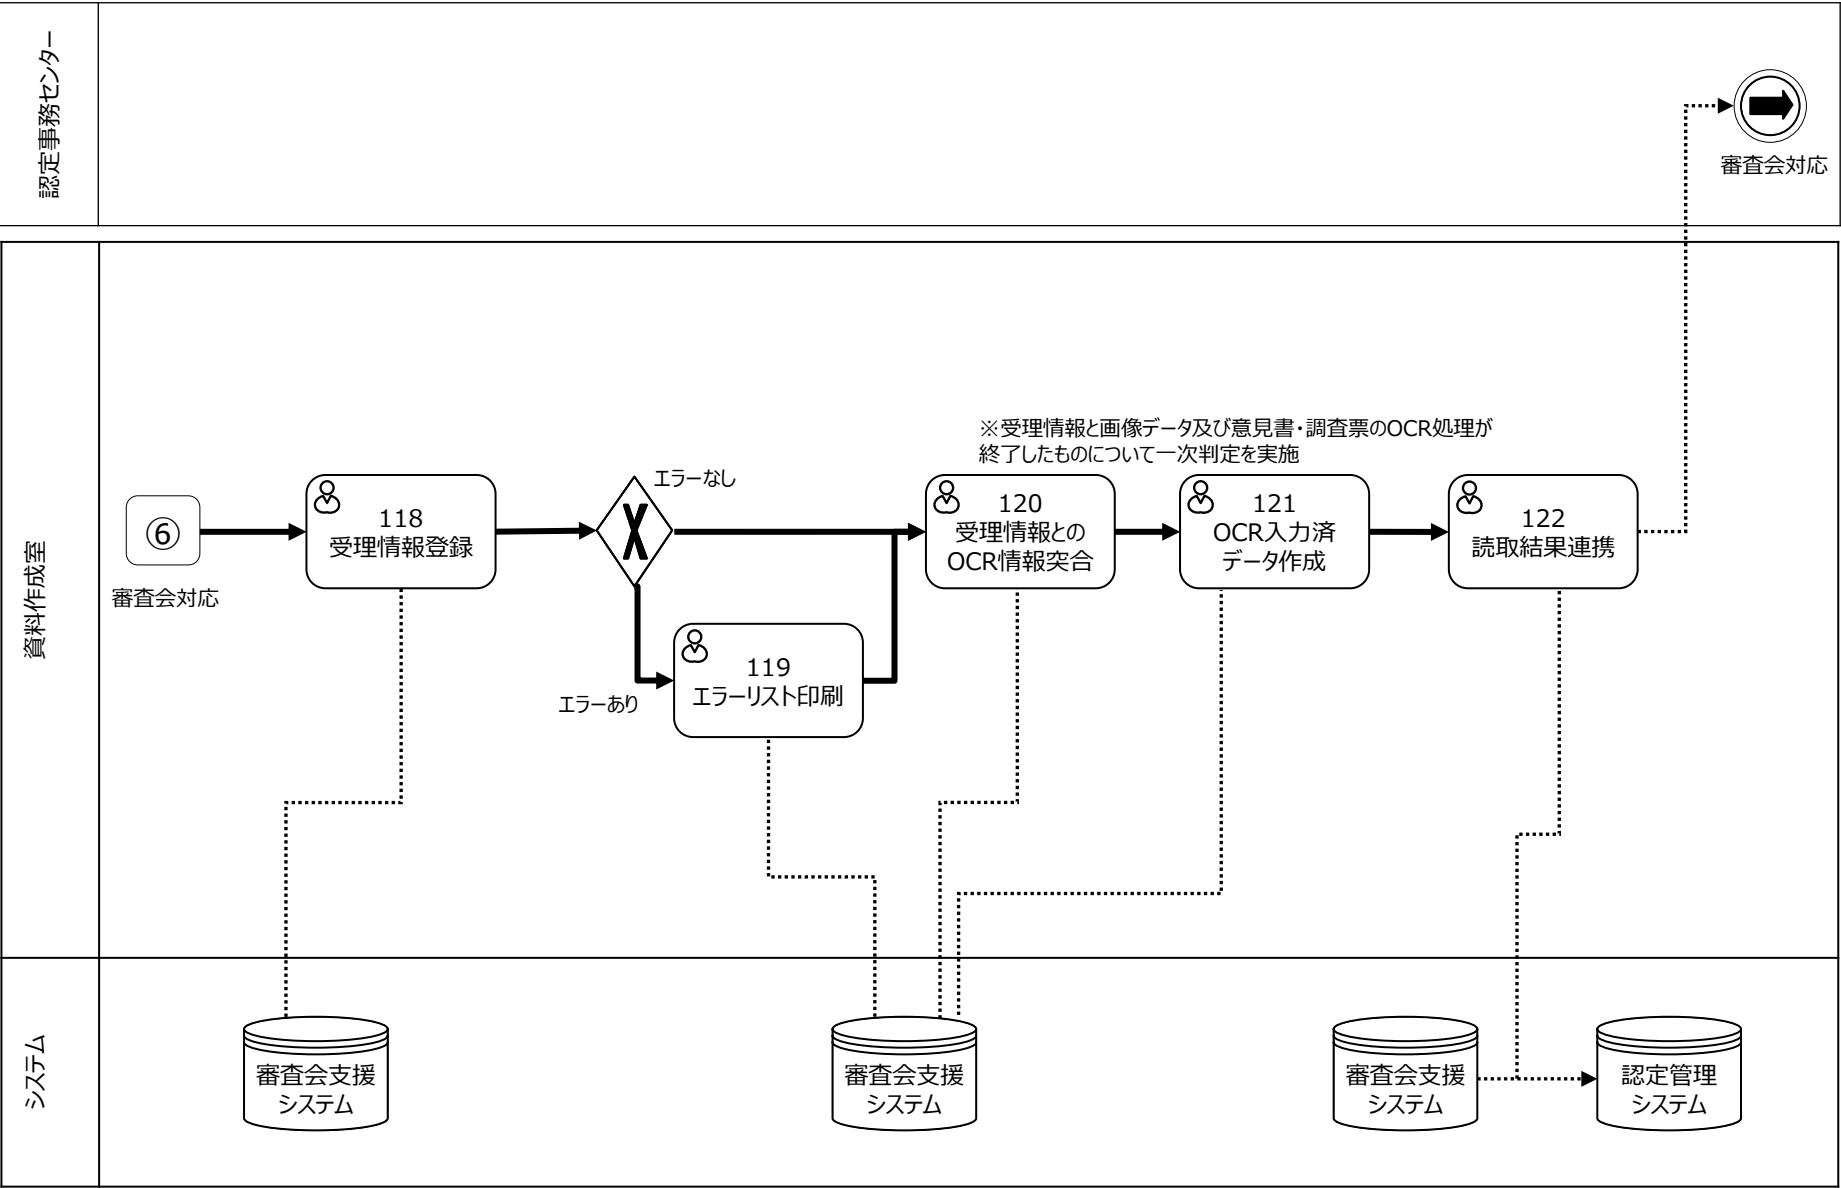 認定事務センター
審査会対応
資料作成室
⑥
審査会対応
118
受理情報登録
エラーなし
X
エラーあり
119
エラーリスト印刷
※受理情報と画像データ及び意見書・調査票のOCR処理が
終了したものについて一次判定を実施
120
受理情報との
OCR情報突合
121
OCR入力済
データ作成
122
読取結果連携
システム
審査会支援
システム
審査会支援
システム
審査会支援
システム
認定管理
システム